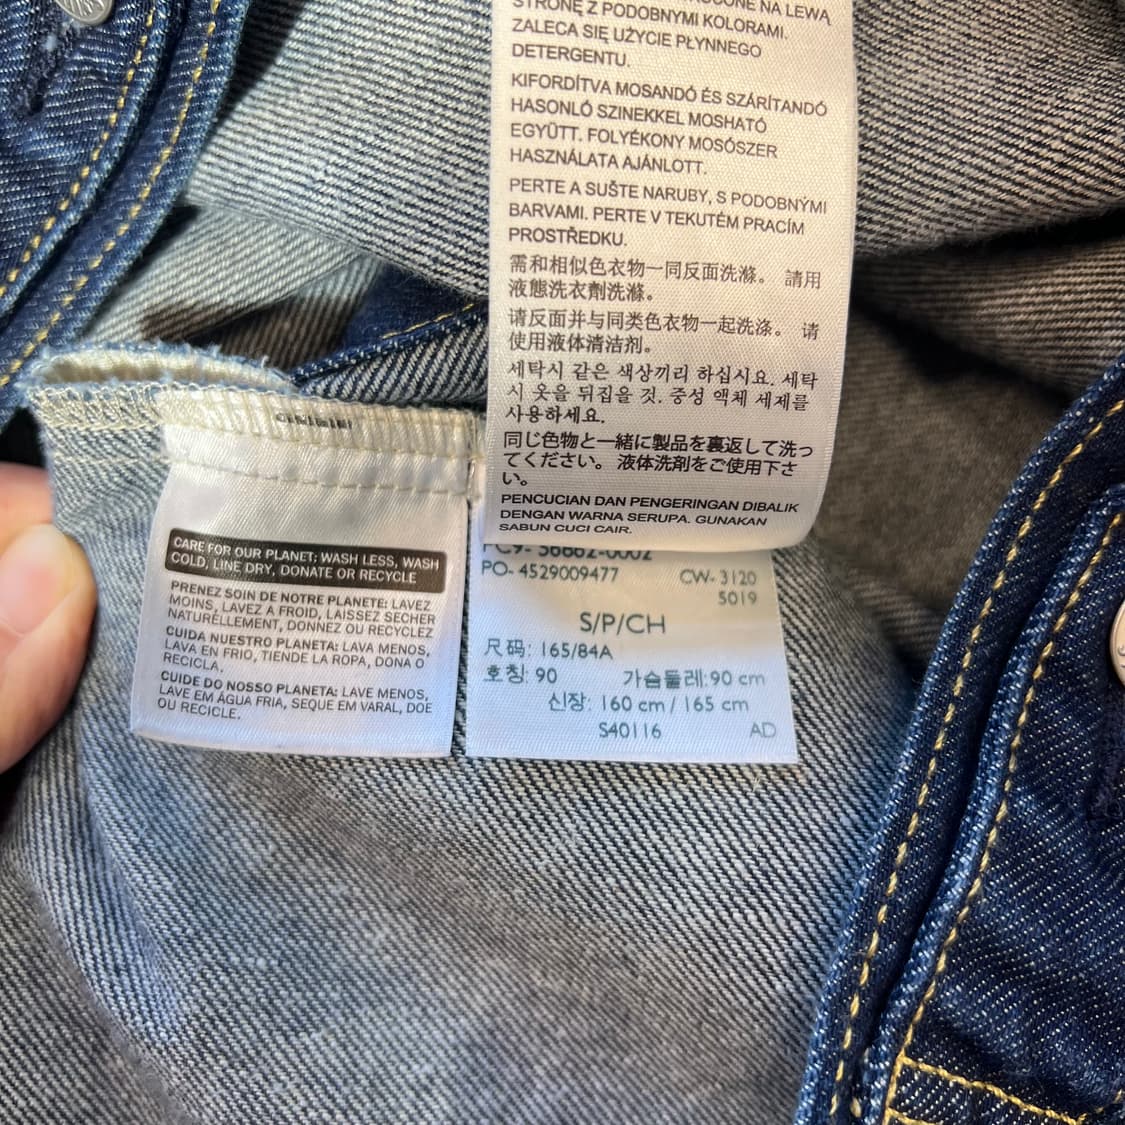 NA LEWĄ
STRONĘ Z PODOBNYMI KOLORAMI.
ZALECA SIĘ UŻYCIE PŁYNNEGO
DETERGENTU.
KIFORDÍTVA MOSANDÓ ÉS SZÁRÍTANDÓ
HASONLÓ SZINEKKEL MOSHATÓ
EGYÜTT. FOLYÉKONY MOSÓSZER
HASZNÁLATA AJÁNLOTT.
PERTE A SUŠTE NARUBY, S PODOBNÝMI
BARVAMI. PERTE V TEKUTÉM PRACÍM
PROSTŘEDKU.
需和相似色衣物一同反面洗滌。 請用
液態洗衣劑洗滌。
请反面并与同类色衣物一起洗涤。 请
使用液体清洁剂。
세탁시 같은 색상끼리 하십시요. 세탁
시 옷을 뒤집을 것. 중성 액체 세제를
사용하세요.
同じ色物と一緒に製品を裏返して洗っ
てください。 液体洗剤をご使用下さ
い。
PENCUCIAN DAN PENGERINGAN DIBALIK
DENGAN WARNA SERUPA. GUNAKAN
SABUN CUCI CAIR.
CARE FOR OUR PLANET: WASH LESS, WASH
COLD, LINE DRY, DONATE OR RECYCLE
PRENEZ SOIN DE NOTRE PLANETE: LAVEZ
MOINS, LAVEZ A FROID, LAISSEZ SECHER
NATURELLEMENT, DONNEZ OU RECYCLEZ
CUIDA NUESTRO PLANETA: LAVA MENOS,
LAVA EN FRIO, TIENDE LA ROPA, DONA O
RECICLA.
CUIDE DO NOSSO PLANETA: LAVE MENOS,
LAVE EM ÁGUA FRIA, SEQUE EM VARAL, DOE
OU RECICLE.
PC9- 56662-0002
PO- 4529009477 CW- 3120
5019
S/P/CH
尺码: 165/84A
호칭: 90 가슴둘레:90 cm
신장: 160 cm / 165 cm
S40116 AD